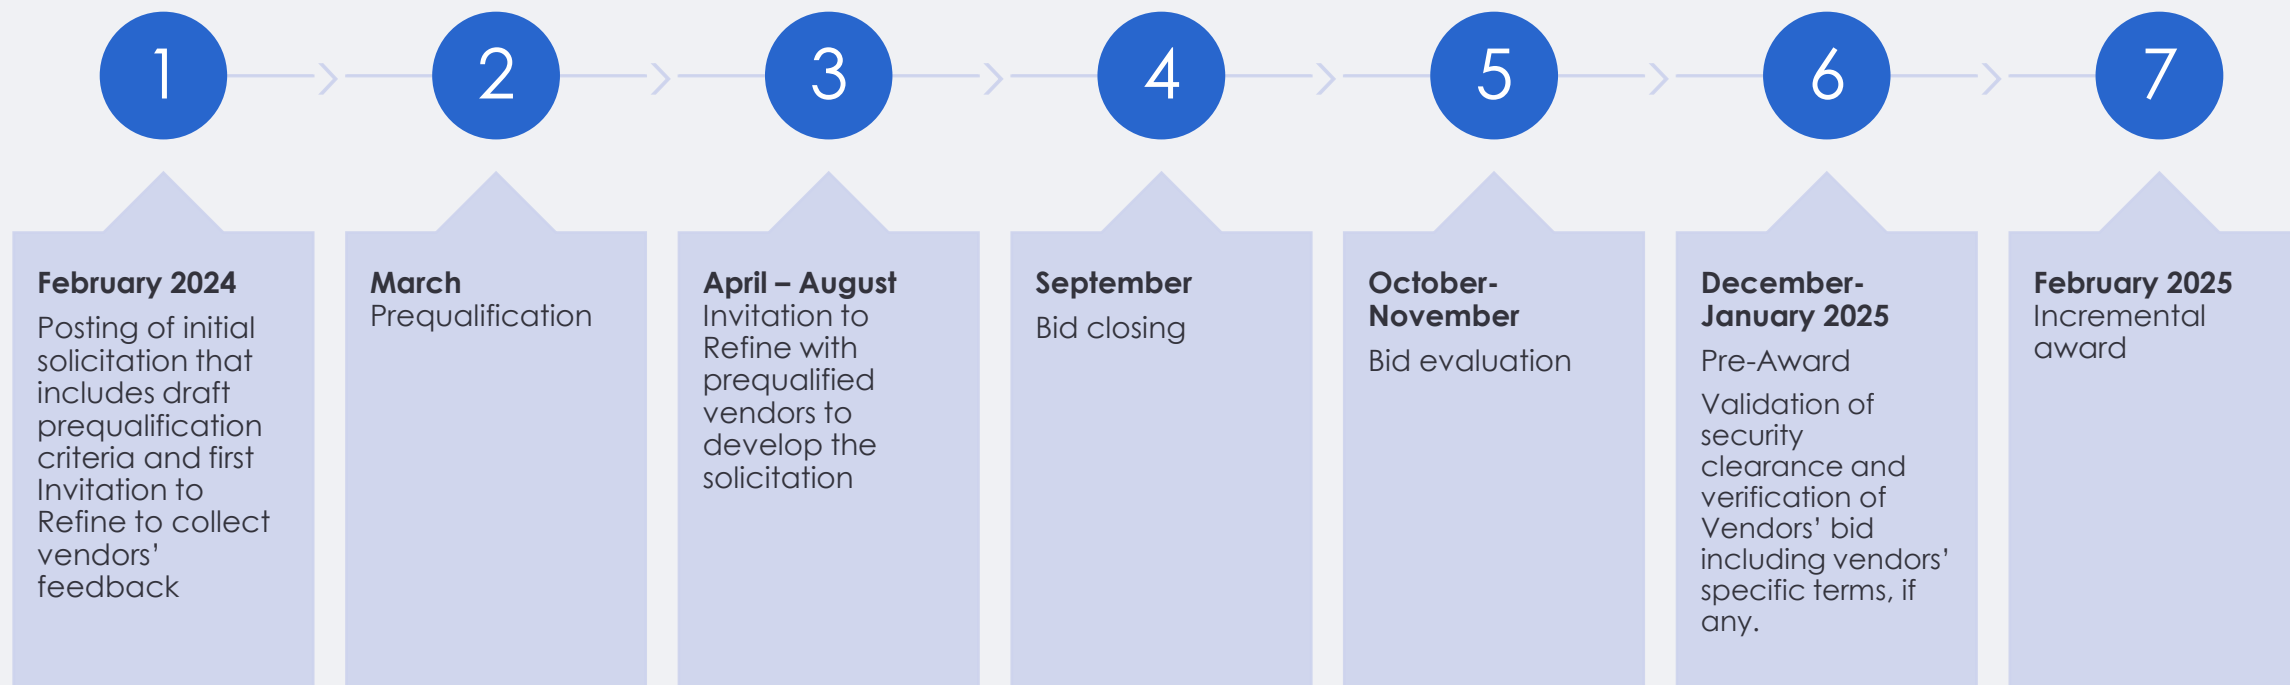 1
2
3
4
5
6
7
February 2024
Posting of initial
solicitation that
includes draft
prequalification
criteria and first
Invitation to
Refine to collect
vendors’
feedback
March
Prequalification
April – August
Invitation to
Refine with
prequalified
vendors to
develop the
solicitation
September
Bid closing
October-
November
Bid evaluation
December-
January 2025
Pre-Award
Validation of
security
clearance and
verification of
Vendors’ bid
including vendors’
specific terms, if
any.
February 2025
Incremental
award